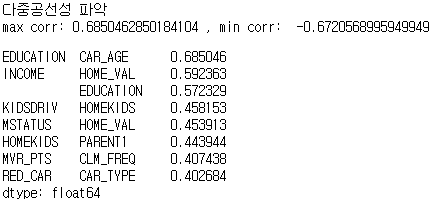 다중공선성 파악
max corr: 0.6850462850184104 , min corr:  -0.6720568995949949
EDUCATION  CAR_AGE     0.685046
INCOME     HOME_VAL    0.592363
           EDUCATION   0.572329
KIDSDRIV   HOMEKIDS    0.458153
MSTATUS    HOME_VAL    0.453913
HOMEKIDS   PARENT1     0.443944
MVR_PTS    CLM_FREQ    0.407438
RED_CAR    CAR_TYPE    0.402684
dtype: float64